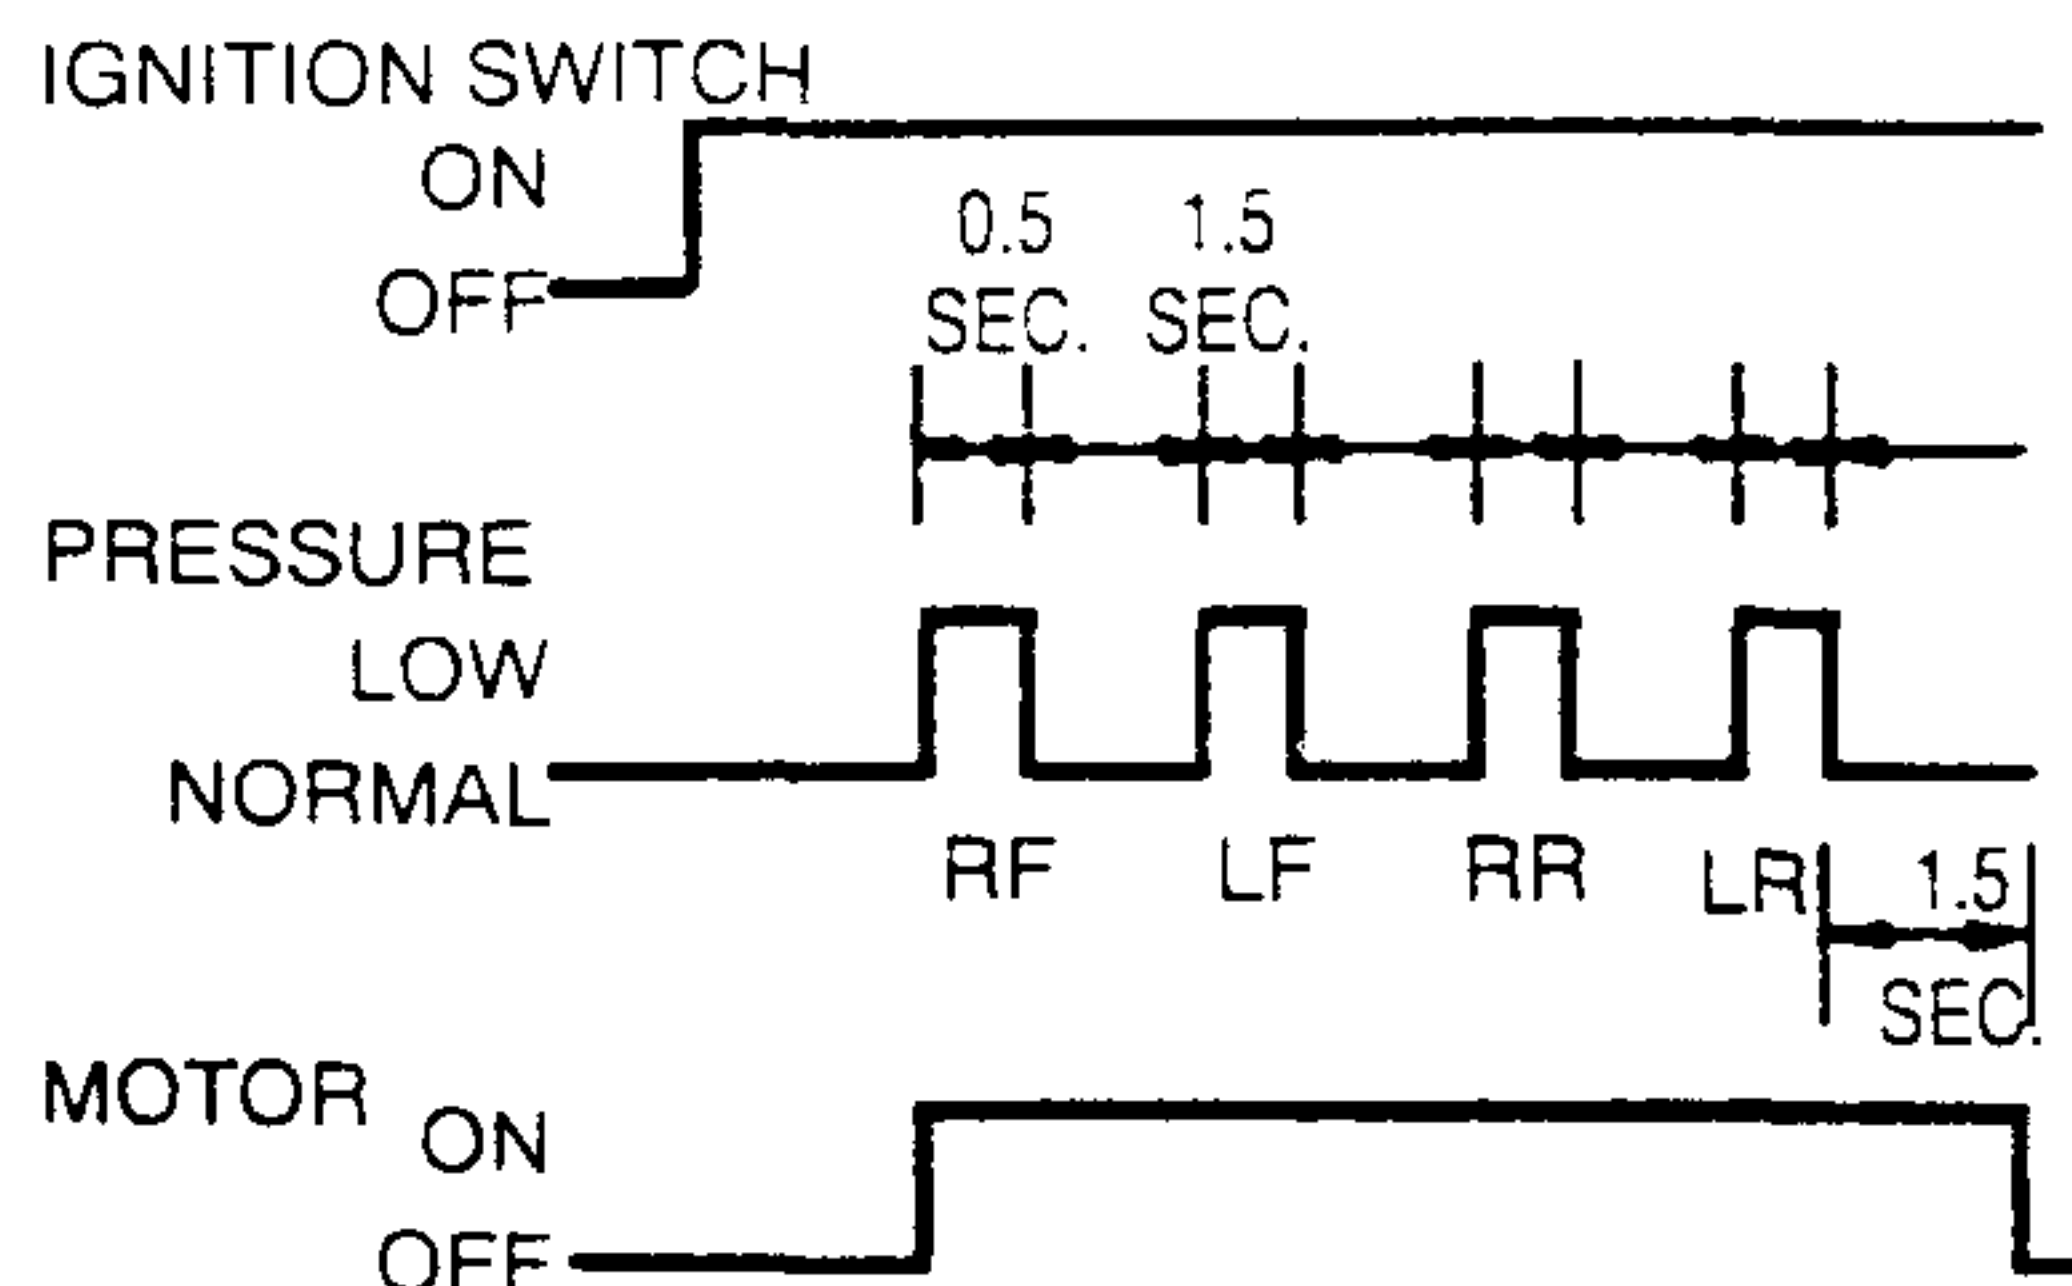 IGNITION SWITCH
ON
OFF
0.5 1.5
SEC. SEC.
PRESSURE
LOW
NORMAL
RF LF RR LR 1.5
SEC.
MOTOR
ON
OFF